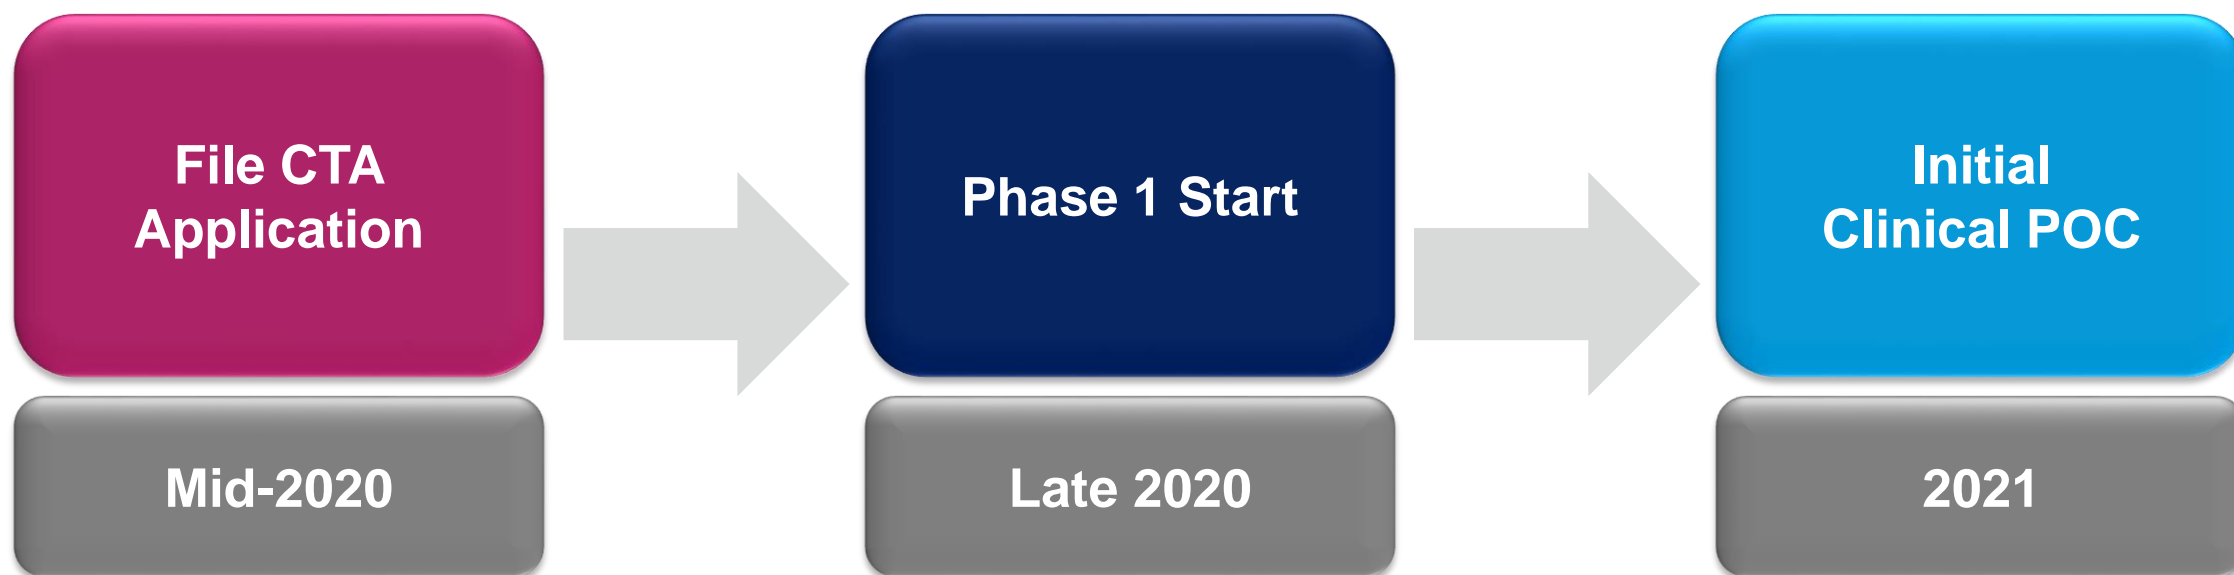 File CTA
Application
Mid-2020
Phase 1 Start
Late 2020
Initial
Clinical POC
2021